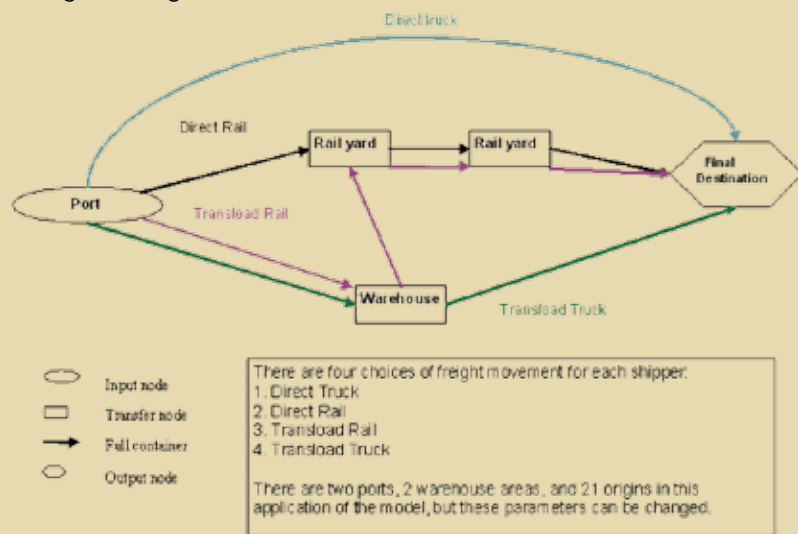 Direct truck
Direct Rail
Rail yard
Rail yard
Final
Destination
Port
Transload Rail
Warehouse
Transload Truck
Input node
Transfer node
Full container
Output node
There are four choices of freight movement for each shipper:
1. Direct Truck
2. Direct Rail
3. Transload Rail
4. Transload Truck
There are two ports, 2 warehouse areas, and 21 origins in this
application of the model, but these parameters can be changed.